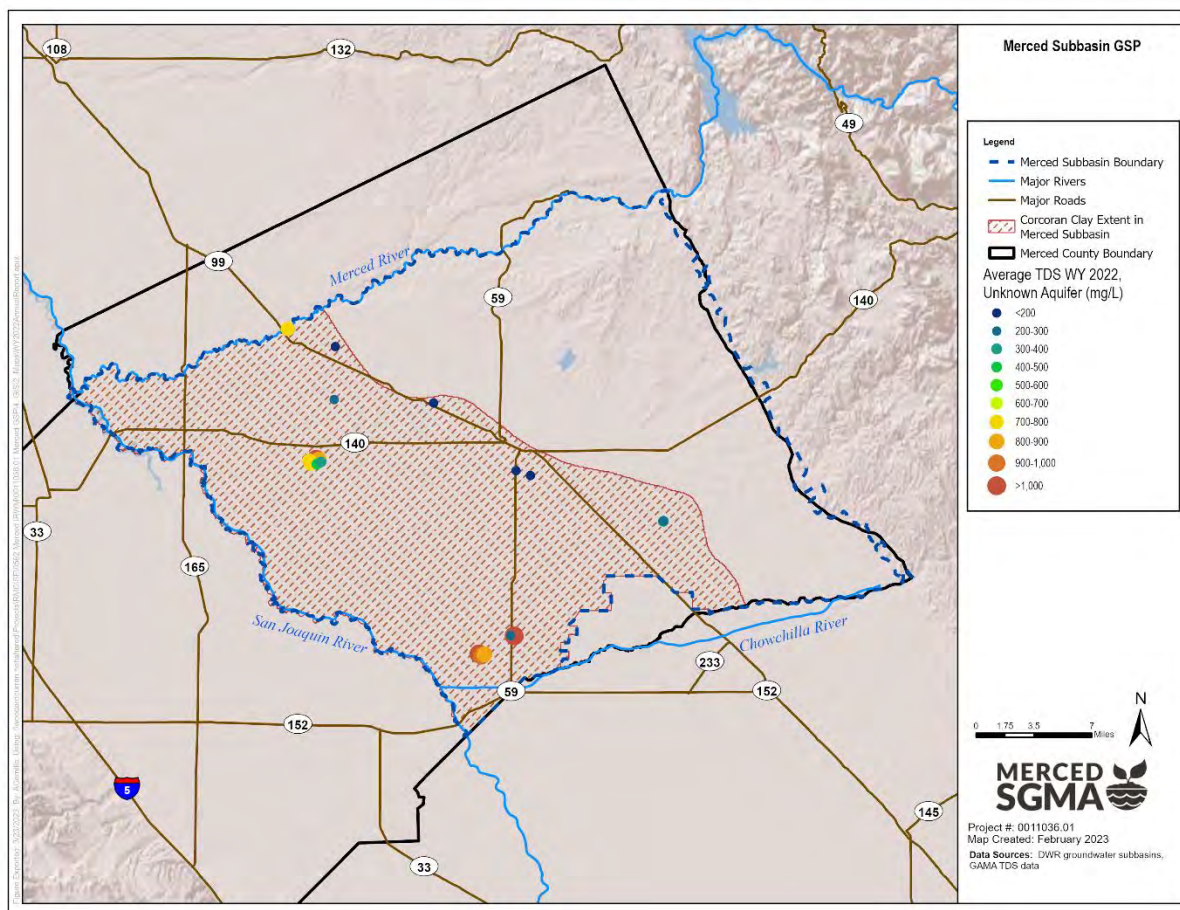 Merced Subbasin GSP
Legend
Merced Subbasin Boundary
Major Rivers
Major Roads
Corcoran Clay Extent in
Merced Subbasin
Merced County Boundary
Average TDS WY 2022,
Unknown Aquifer (mg/L)
<200
200-300
300-400
400-500
500-600
600-700
700-800
800-900
900-1,000
>1,000
108
132
49
99
Merced River
59
140
140
33
165
San Joaquin River
Chowchilla River
233
59
152
152
5
33
145
N
0 1.75 3.5 7
Miles
MERCED
SGMA
Project #: 0011036.01
Map Created: February 2023
Data Sources: DWR groundwater subbasins,
GAMA TDS data